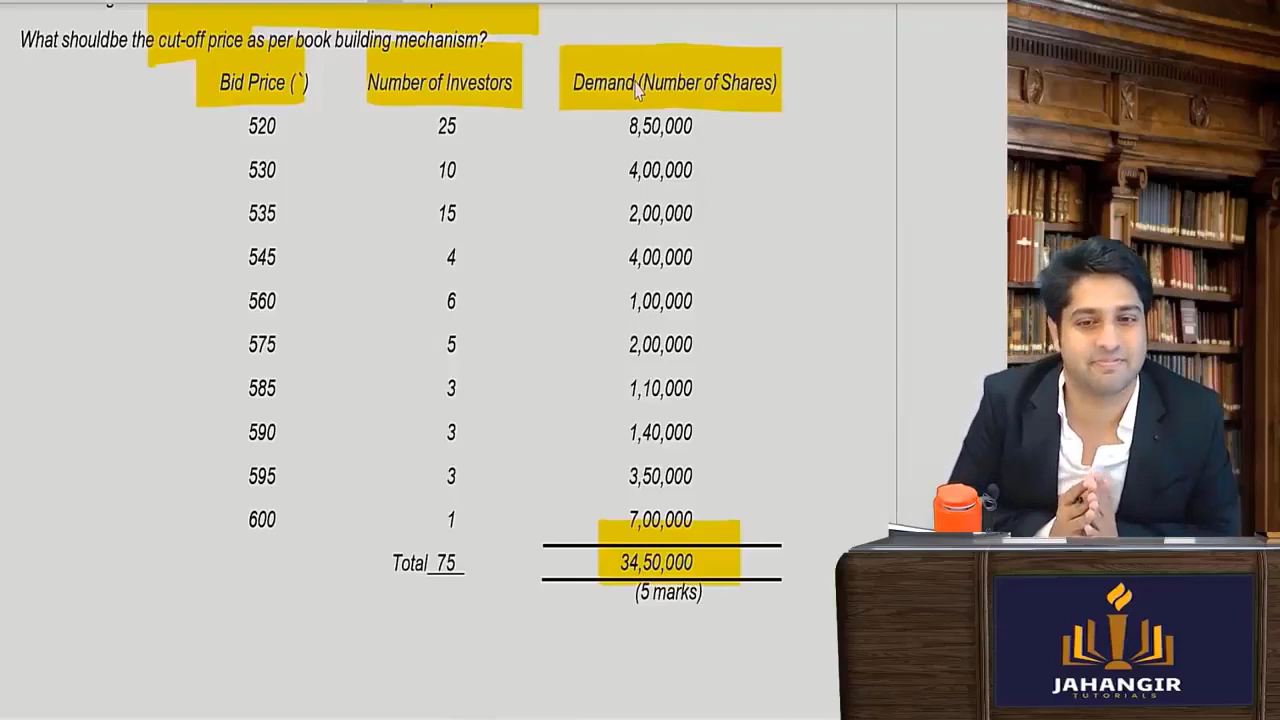 What shouldbe the cut-off price as per book building mechanism?
Bid Price (`) Number of Investors Demand (Number of Shares)
520 25 8,50,000
530 10 4,00,000
535 15 2,00,000
545 4 4,00,000
560 6 1,00,000
575 5 2,00,000
585 3 1,10,000
590 3 1,40,000
595 3 3,50,000
600 1 7,00,000
Total 75 34,50,000
(5 marks)
JAHANGIR
TUTORIALS